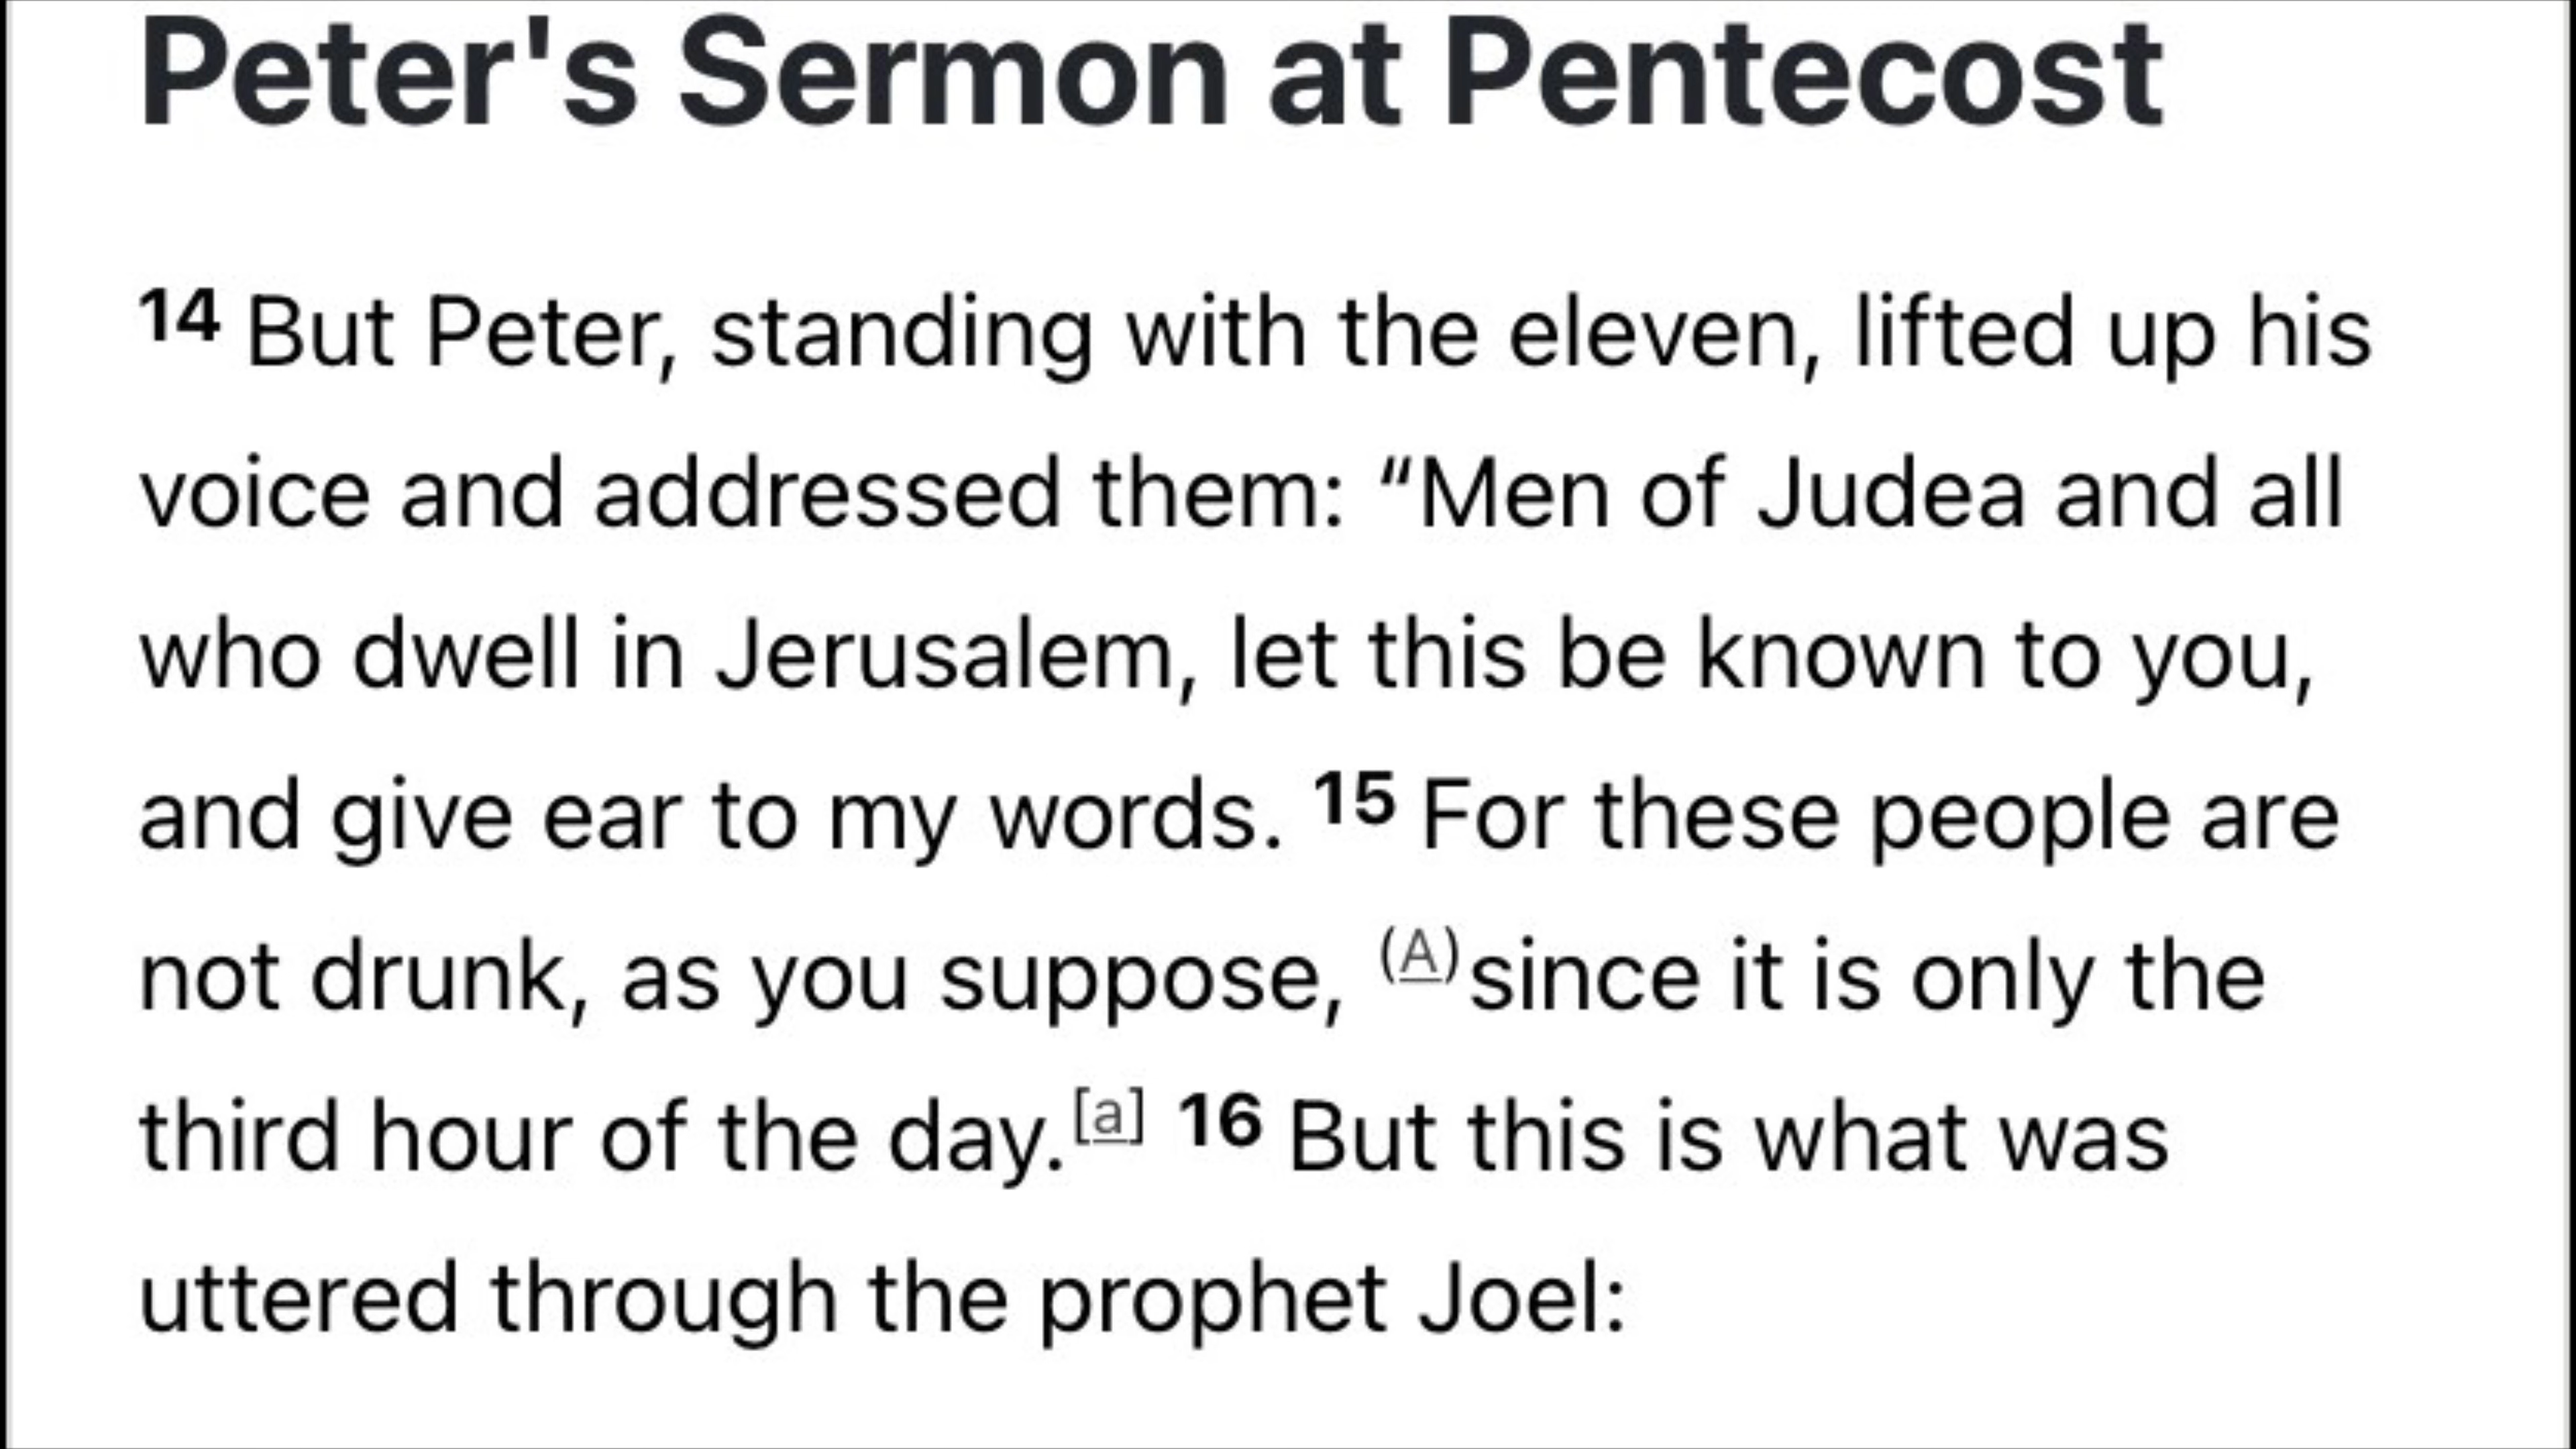 Peter's Sermon at Pentecost
14 But Peter, standing with the eleven, lifted up his
voice and addressed them: “Men of Judea and all
who dwell in Jerusalem, let this be known to you,
and give ear to my words. 15 For these people are
not drunk, as you suppose, (A)since it is only the
third hour of the day.[a] 16 But this is what was
uttered through the prophet Joel: